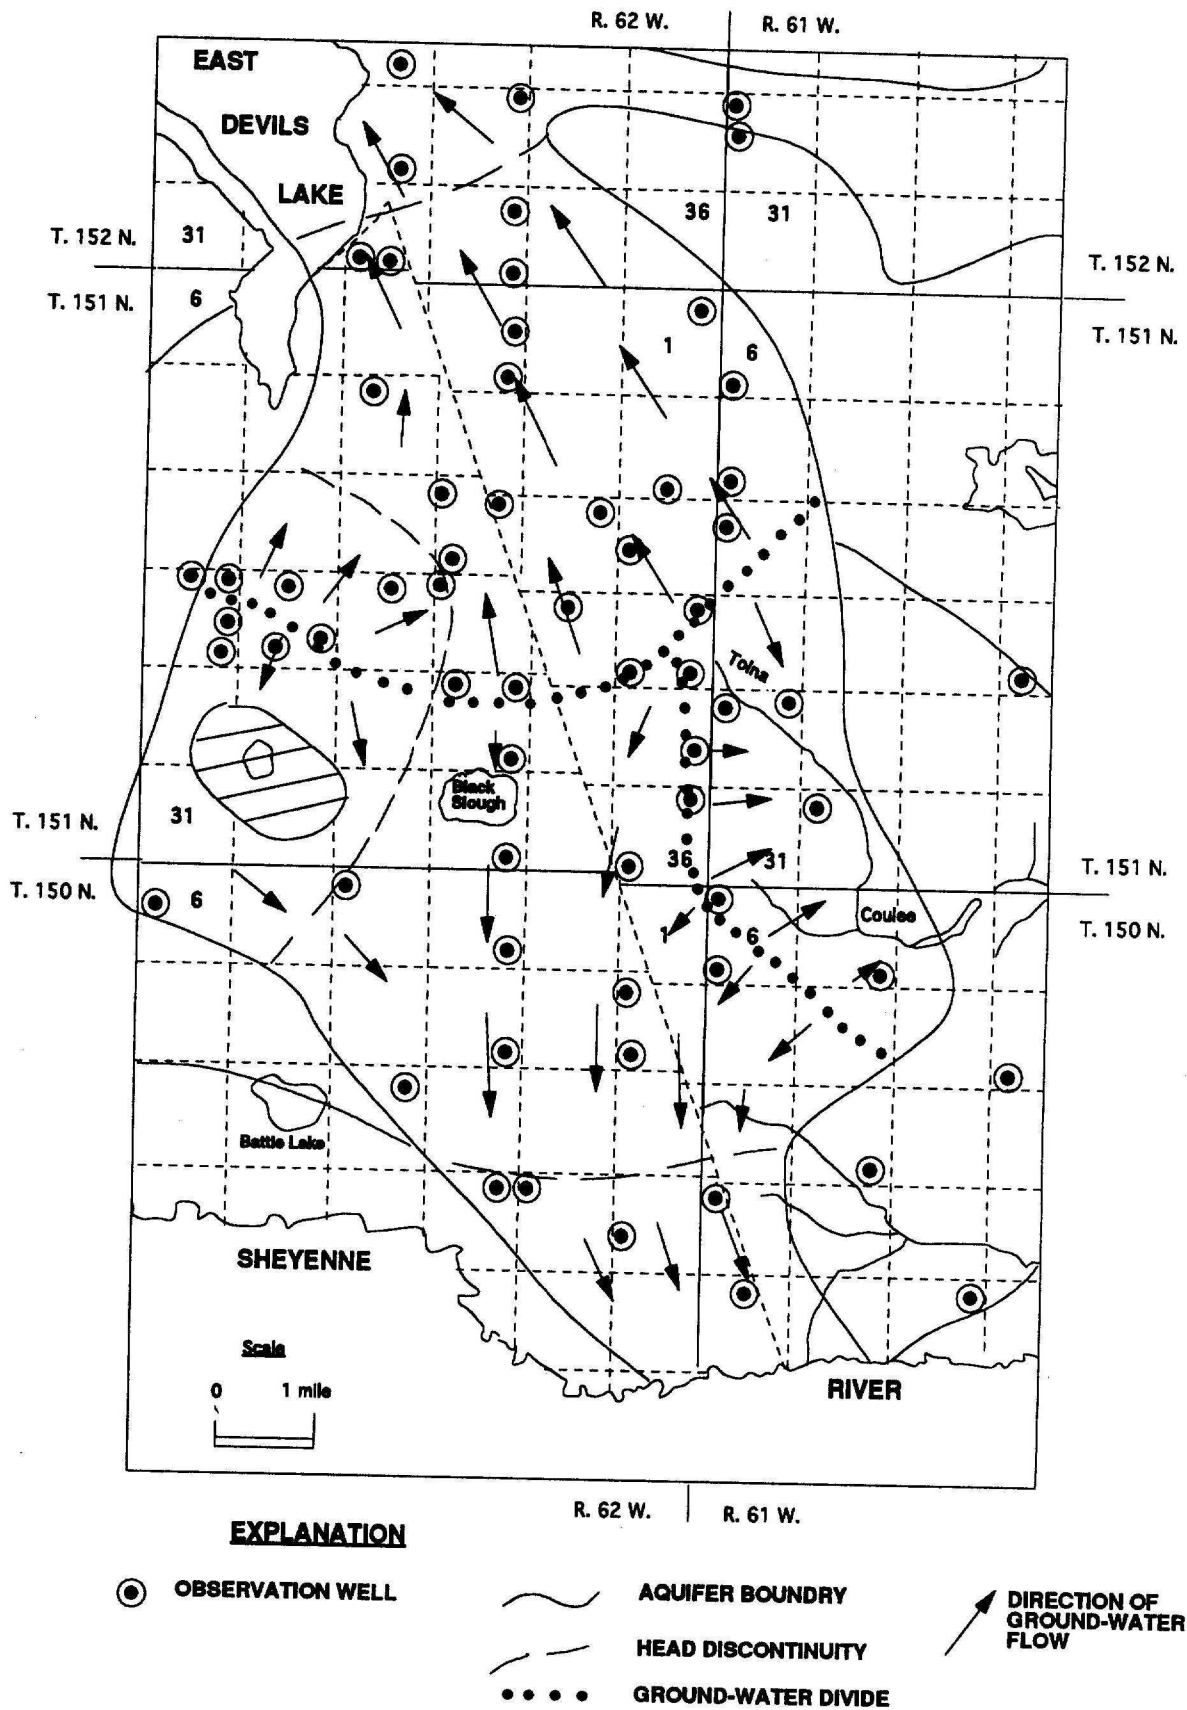 R. 62 W. R. 61 W.
EAST
DEVILS
LAKE
36 31
T. 152 N. 31
T. 152 N.
T. 151 N. 6
T. 151 N.
1 6
Tolna
Black
Slough
31
T. 151 N.
36 31
T. 151 N.
T. 150 N. 6
Coulee
1 6
T. 150 N.
Battle Lake
SHEYENNE
Scale
0 1 mile
RIVER
R. 62 W. R. 61 W.
EXPLANATION
OBSERVATION WELL
AQUIFER BOUNDRY
DIRECTION OF
GROUND-WATER
FLOW
HEAD DISCONTINUITY
GROUND-WATER DIVIDE